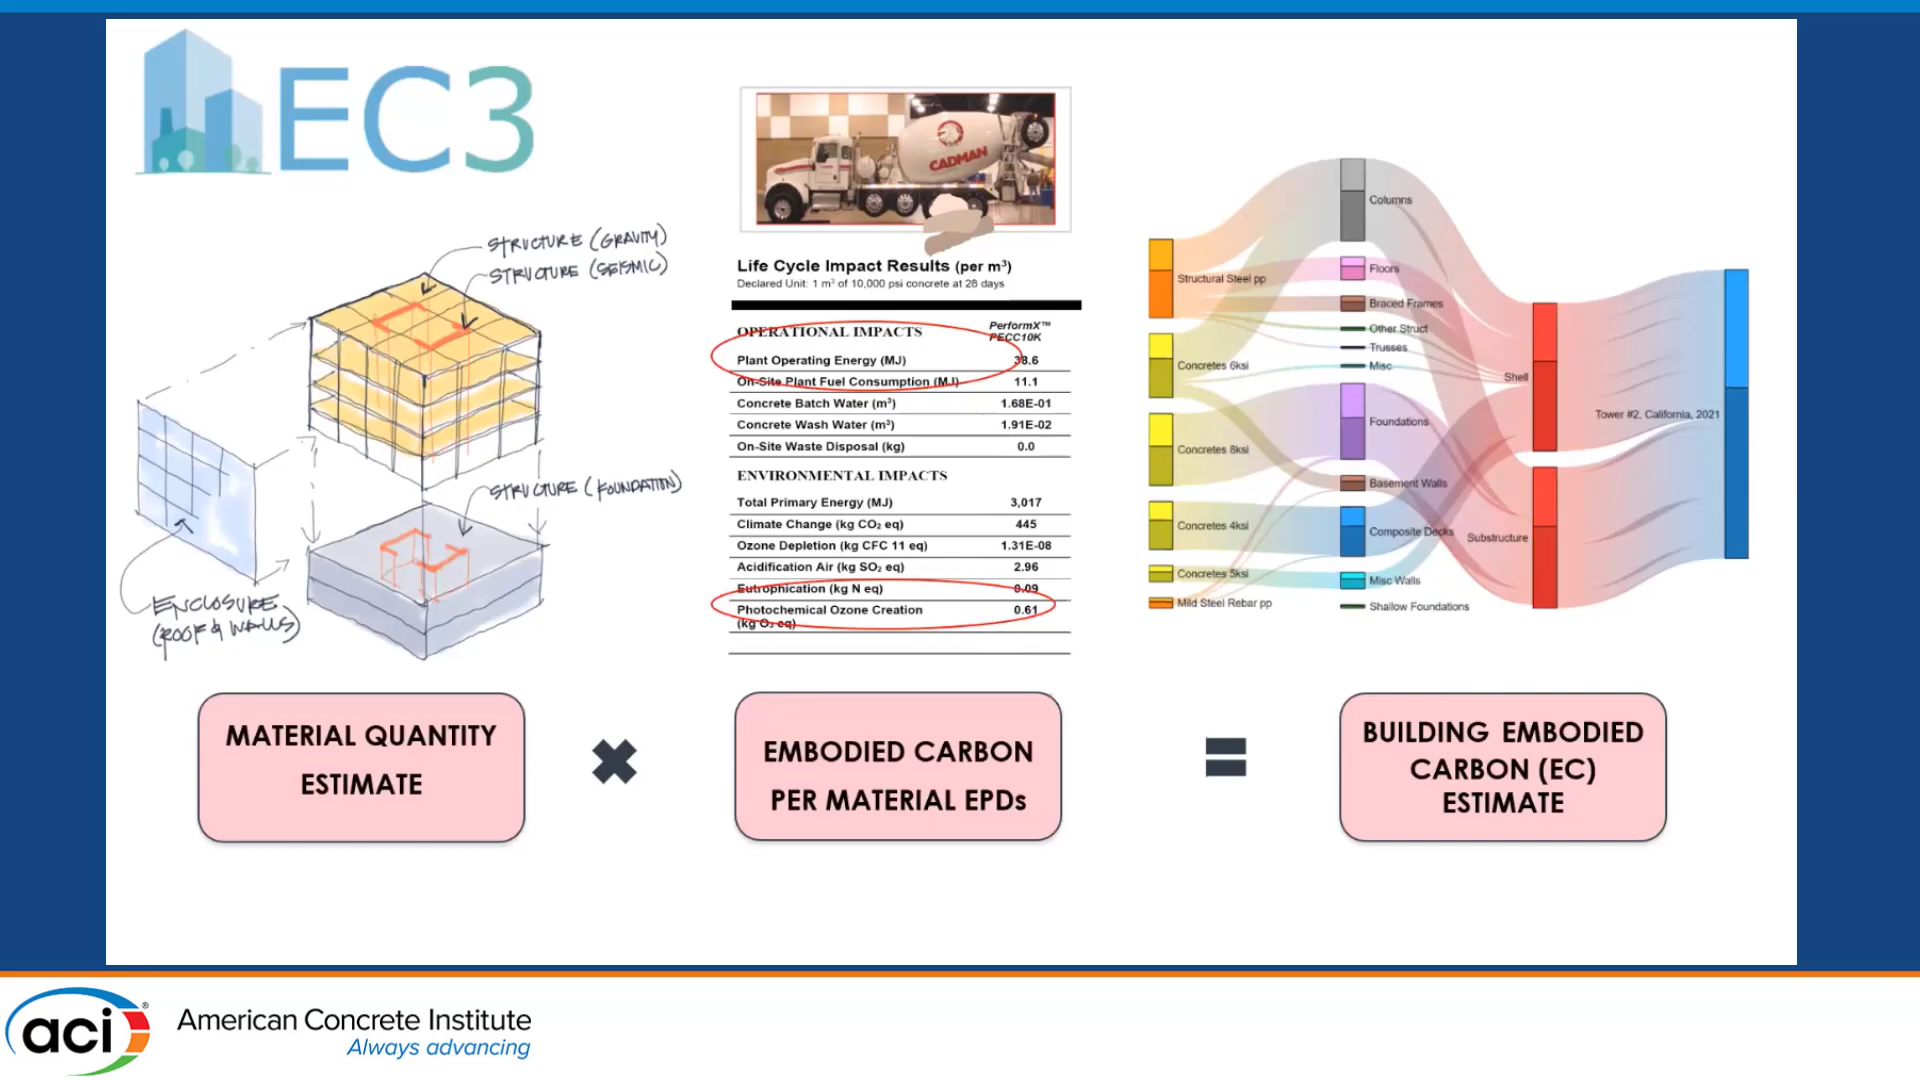 EC3
STRUCTURE (GRAVITY)
STRUCTURE (SEISMIC)
STRUCTURE (FOUNDATION)
ENCLOSURE
(ROOF & WALLS)
CADMAN
Life Cycle Impact Results (per m³)
Declared Unit: 1 m³ of 10,000 psi concrete at 28 days
OPERATIONAL IMPACTS PerformX™
PECC10K
Plant Operating Energy (MJ) 38.6
On-Site Plant Fuel Consumption (MJ) 11.1
Concrete Batch Water (m³) 1.68E-01
Concrete Wash Water (m³) 1.91E-02
On-Site Waste Disposal (kg) 0.0
ENVIRONMENTAL IMPACTS
Total Primary Energy (MJ) 3,017
Climate Change (kg CO₂ eq) 445
Ozone Depletion (kg CFC 11 eq) 1.31E-08
Acidification Air (kg SO₂ eq) 2.96
Eutrophication (kg N eq) 0.09
Photochemical Ozone Creation 0.61
(kg O₃ eq)
Structural Steel pp
Concretes 6ksi
Concretes 8ksi
Concretes 4ksi
Concretes 5ksi
Mild Steel Rebar pp
Columns
Floors
Braced Frames
Other Struct
Trusses
Misc
Foundations
Basement Walls
Composite Decks
Misc Walls
Shallow Foundations
Shell
Substructure
Tower #2, California, 2021
MATERIAL QUANTITY
ESTIMATE
✖
EMBODIED CARBON
PER MATERIAL EPDs
=
BUILDING EMBODIED
CARBON (EC)
ESTIMATE
aci®
American Concrete Institute
Always advancing